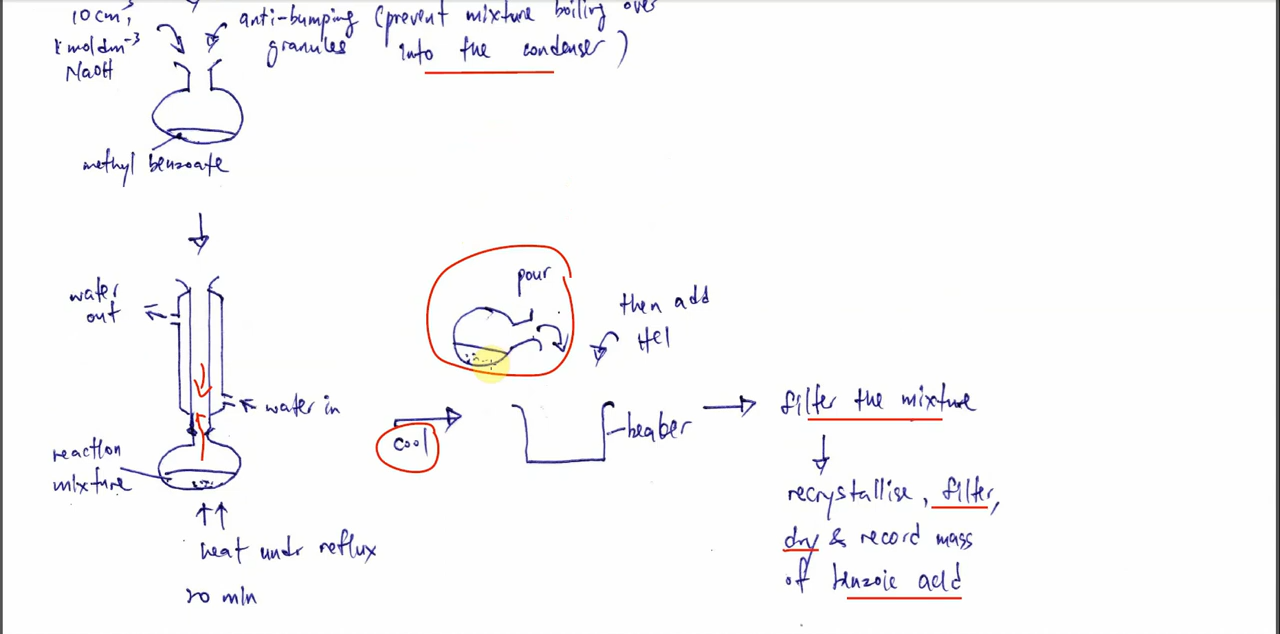 10 cm³,
1 mol dm⁻³
NaOH
anti-bumping (prevent mixture boiling over
granules into the condenser)
methyl benzoate
water
out
water in
reaction
mixture
heat under reflux
20 min
cool
pour
then add
HCl
beaker
filter the mixture
recrystallise, filter,
dry & record mass
of benzoic acid